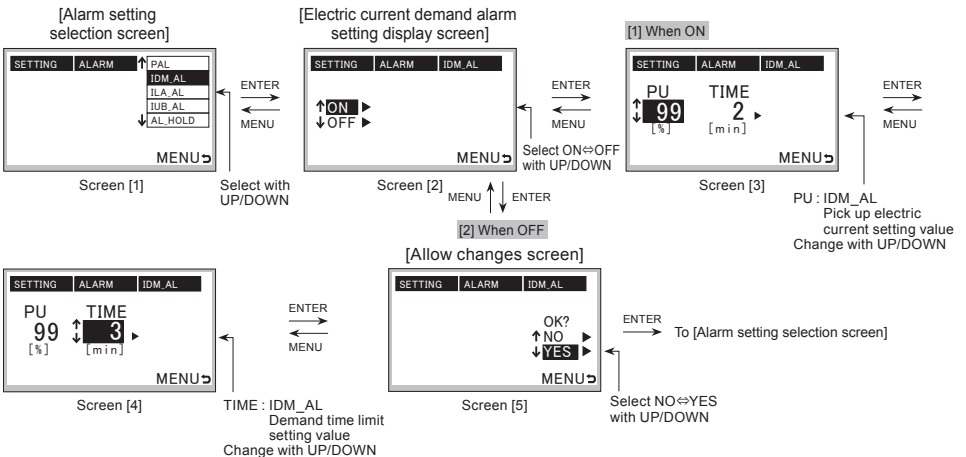 [Alarm setting
selection screen]
SETTING ALARM
PAL
IDM_AL
ILA_AL
IUB_AL
AL_HOLD
MENU
Screen [1]
Select with
UP/DOWN
ENTER
MENU
[Electric current demand alarm
setting display screen]
SETTING ALARM IDM_AL
ON
OFF
MENU
Screen [2]
Select ON⇔OFF
with UP/DOWN
ENTER
MENU
MENU ENTER
[1] When ON
SETTING ALARM IDM_AL
PU TIME
99 2
[%] [min]
MENU
Screen [3]
ENTER
MENU
PU : IDM_AL
Pick up electric
current setting value
Change with UP/DOWN
SETTING ALARM IDM_AL
PU TIME
99 3
[%] [min]
MENU
Screen [4]
TIME : IDM_AL
Demand time limit
setting value
Change with UP/DOWN
ENTER
MENU
[2] When OFF
[Allow changes screen]
SETTING ALARM IDM_AL
OK?
NO
YES
MENU
Screen [5]
Select NO⇔YES
with UP/DOWN
ENTER
To [Alarm setting selection screen]